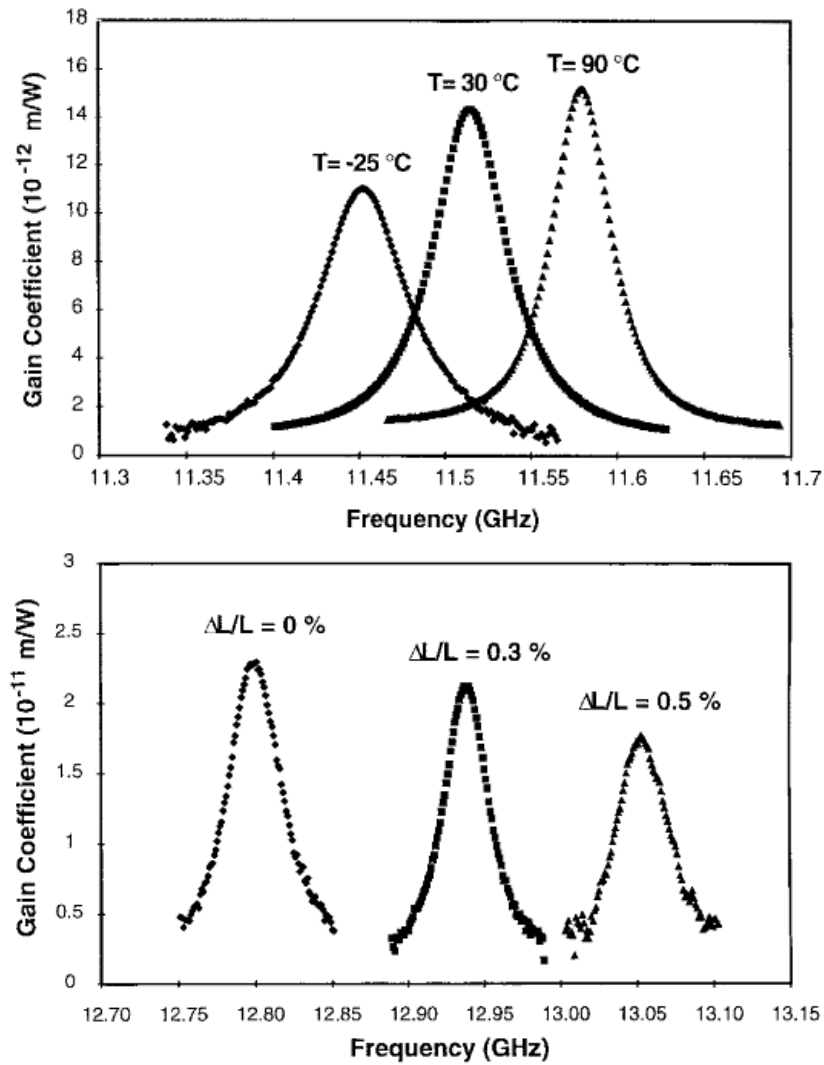 18
16
14
12
10
8
6
4
2
0
Gain Coefficient (10⁻¹² m/W)
T= -25 °C
T= 30 °C
T= 90 °C
11.3 11.35 11.4 11.45 11.5 11.55 11.6 11.65 11.7
Frequency (GHz)
3
2.5
2
1.5
1
0.5
0
Gain Coefficient (10⁻¹¹ m/W)
ΔL/L = 0 %
ΔL/L = 0.3 %
ΔL/L = 0.5 %
12.70 12.75 12.80 12.85 12.90 12.95 13.00 13.05 13.10 13.15
Frequency (GHz)